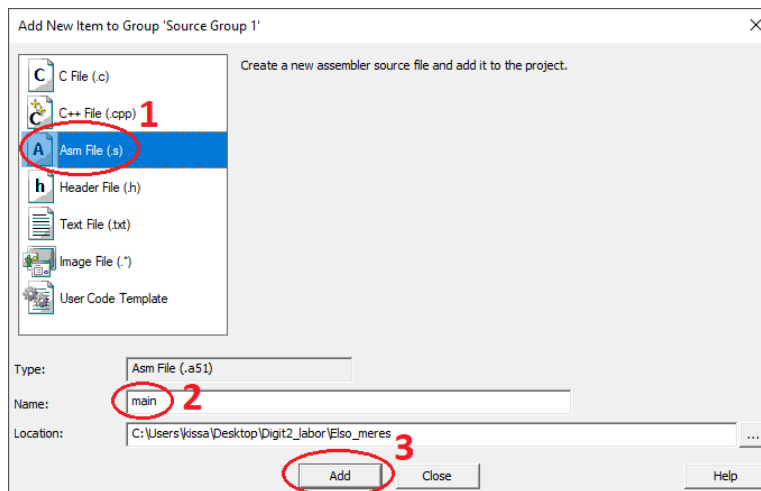 Add New Item to Group 'Source Group 1'
C File (.c)
Create a new assembler source file and add it to the project.
C++ File (.cpp)
1
Asm File (.s)
Header File (.h)
Text File (.txt)
Image File (.*)
User Code Template
Type:
Asm File (.a51)
Name:
main
2
Location:
C:\Users\kissa\Desktop\Digit2_labor\Elso_meres
...
3
Add
Close
Help